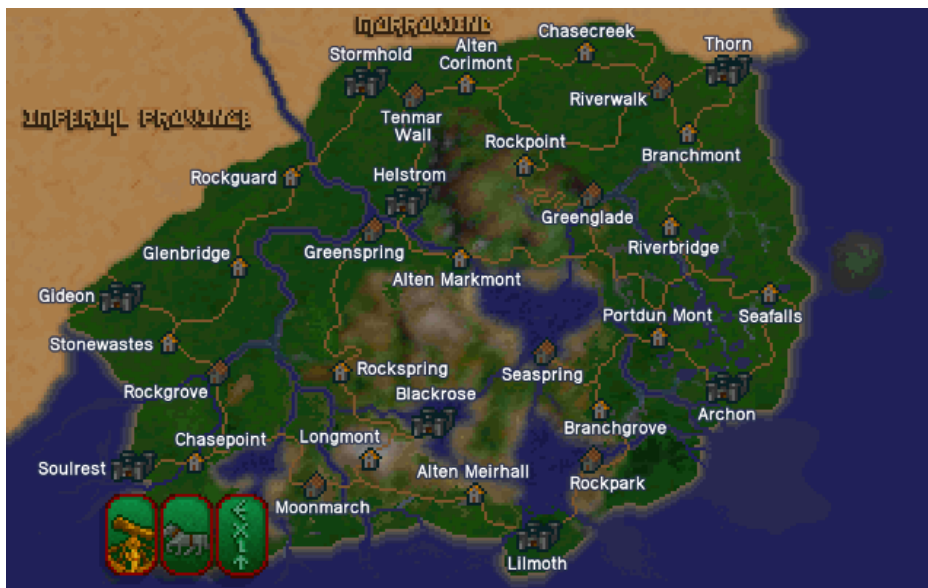 MORROWIND
Chasecreek
Stormhold
Alten
Corimont
Thorn
IMPERIAL PROVINCE
Tenmar
Wall
Riverwalk
Rockpoint
Branchmont
Rockguard
Helstrom
Greenglade
Glenbridge
Greenspring
Riverbridge
Alten Markmont
Gideon
Portdun Mont
Seafalls
Stonewastes
Rockspring
Seaspring
Rockgrove
Blackrose
Archon
Chasepoint
Longmont
Branchgrove
Soulrest
Alten Meirhall
Rockpark
Moonmarch
EXIT
Lilmoth